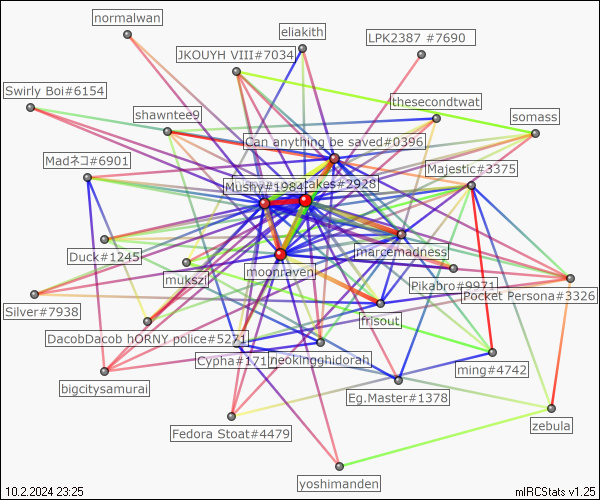 normalwan
eliakith
LPK2387 #7690
JKOUYH VIII#7034
Swirly Boi#6154
thesecondtwat
shawntee9
somass
Can anything be saved#0396
Madネコ#6901
Majestic#3375
Mushy#1984
akes#2928
Duck#1245
marcemadness
mukszi
moonraven
Pikabro#9971
Pocket Persona#3326
Silver#7938
frisout
DacobDacob hORNY police#5271
Cypha#171
neokingghidorah
ming#4742
bigcitysamurai
Eg.Master#1378
zebula
Fedora Stoat#4479
yoshimanden
10.2.2024 23:25
mIRCStats v1.25